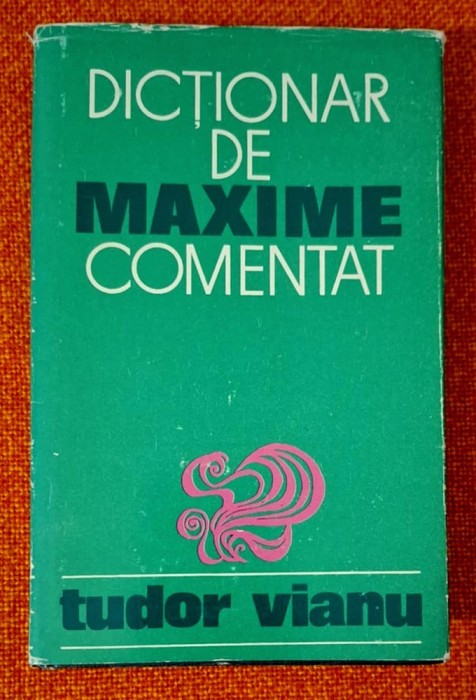 DICȚIONAR
DE
MAXIME
COMENTAT
tudor vianu